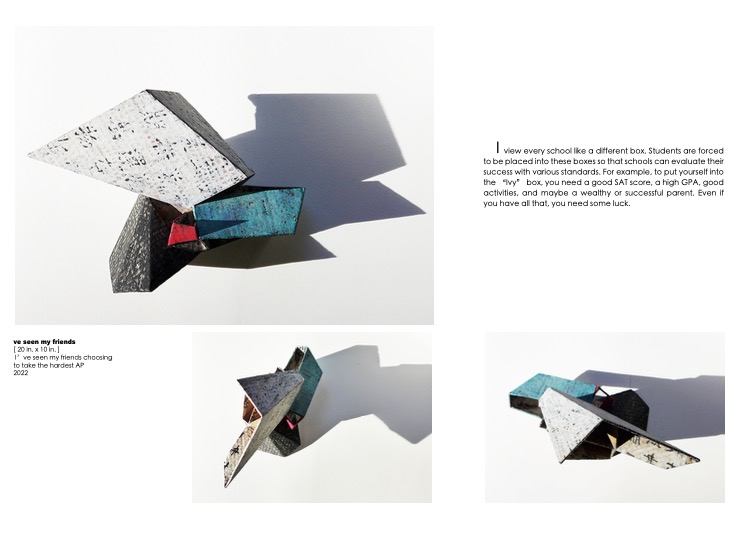 I view every school like a different box. Students are forced
to be placed into these boxes so that schools can evaluate their
success with various standards. For example, to put yourself into
the “Ivy” box, you need a good SAT score, a high GPA, good
activities, and maybe a wealthy or successful parent. Even if
you have all that, you need some luck.
ve seen my friends
[ 20 in. x 10 in. ]
I’ ve seen my friends choosing
to take the hardest AP
2022